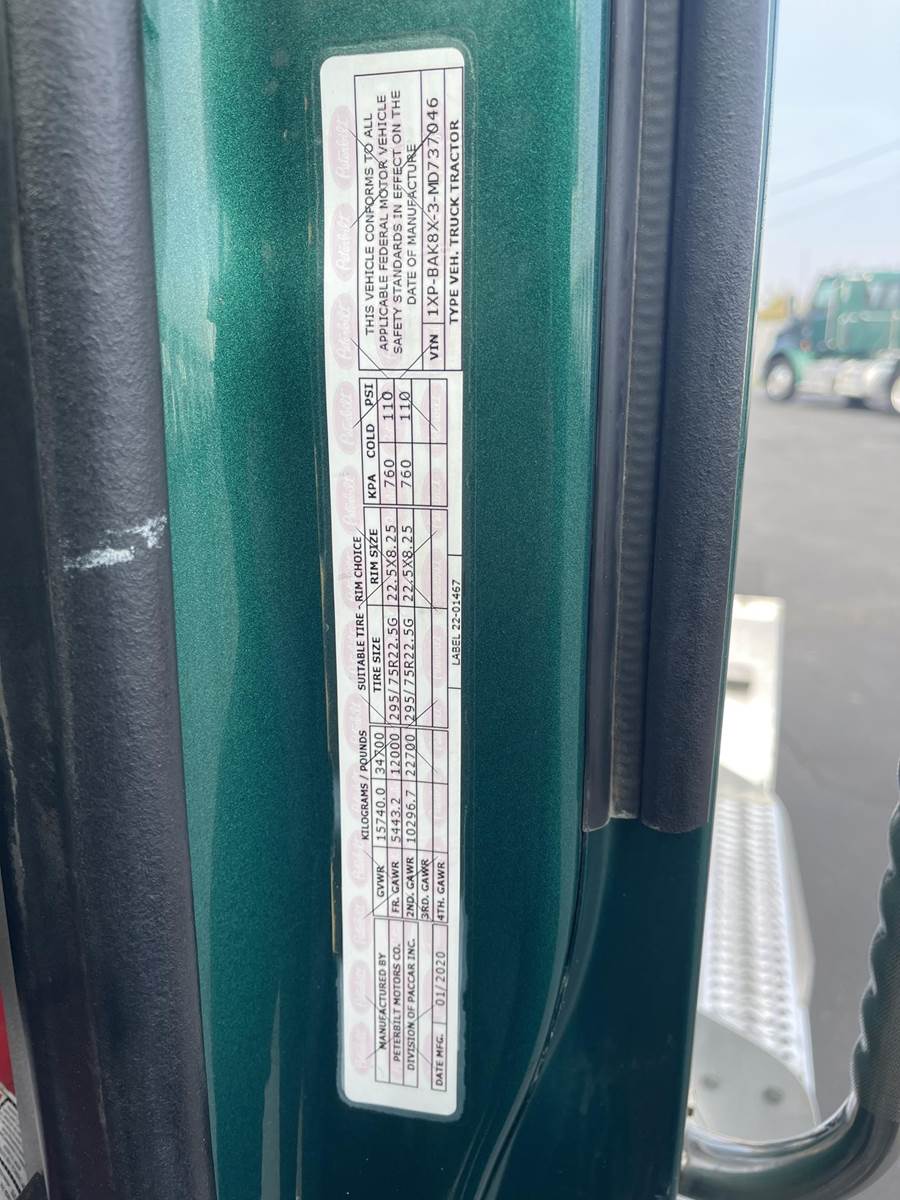 MANUFACTURED BY
PETERBILT MOTORS CO.
DIVISION OF PACCAR INC.
DATE MFG. 01/2020
KILOGRAMS / POUNDS
GVWR 15740.0 34700
FR. GAWR 5443.2 12000
2ND. GAWR 10296.7 22700
3RD. GAWR
4TH. GAWR
SUITABLE TIRE - RIM CHOICE
TIRE SIZE RIM SIZE KPA COLD PSI
295/75R22.5G 22.5X8.25 760 110
295/75R22.5G 22.5X8.25 760 110
LABEL 22-01467
THIS VEHICLE CONFORMS TO ALL
APPLICABLE FEDERAL MOTOR VEHICLE
SAFETY STANDARDS IN EFFECT ON THE
DATE OF MANUFACTURE
VIN 1XP-BAK8X-3-MD737046
TYPE VEH. TRUCK TRACTOR
Peterbilt
Peterbilt
Peterbilt
Peterbilt